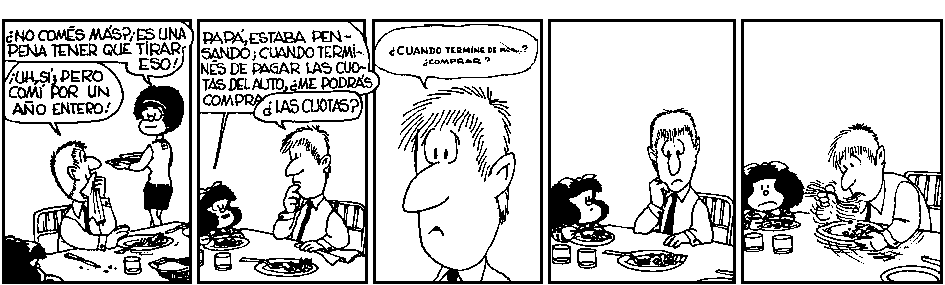 ¿NO COMÉS MÁS?¡ES UNA
PENA TENER QUE TIRAR
ESO!
¡UH,SÍ, PERO
COMÍ POR UN
AÑO ENTERO!
PAPÁ, ESTABA PEN-
SANDO; CUANDO TERMI-
NÉS DE PAGAR LAS CUO-
TAS DEL AUTO, ¿ME PODRÁS
COMPRA
¿LAS CUOTAS?
¿CUANDO TERMINE DE
¿COMPRAR?